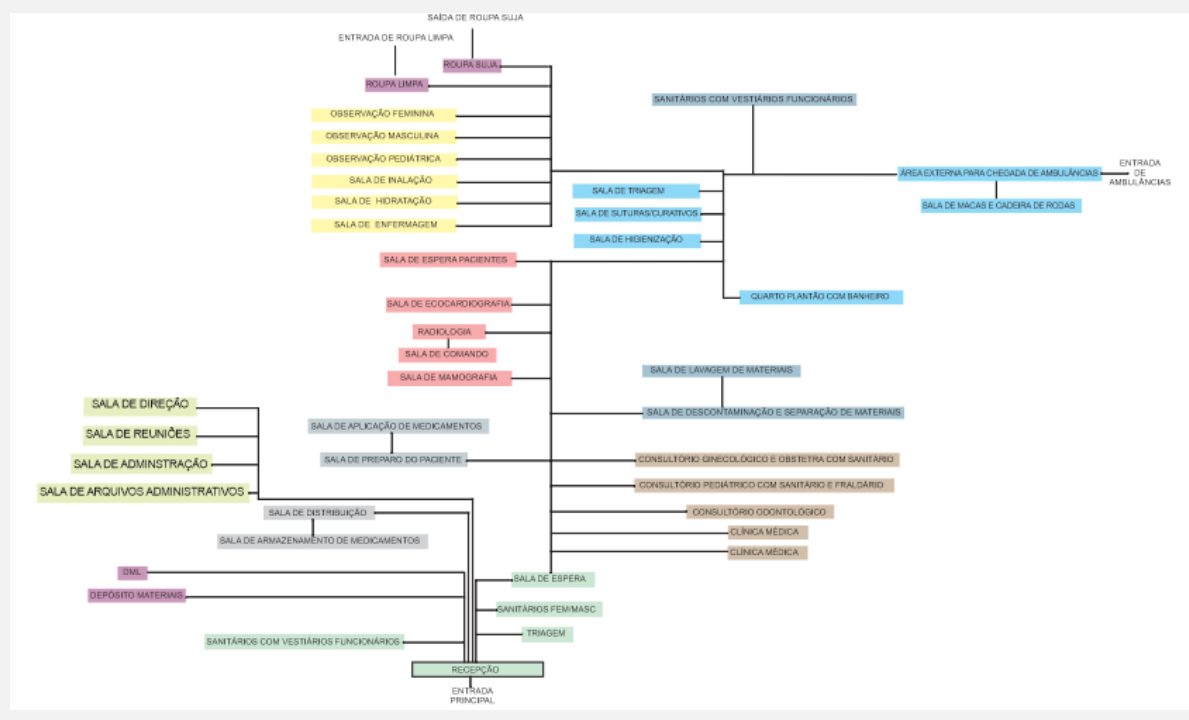 SAÍDA DE ROUPA SUJA
ENTRADA DE ROUPA LIMPA
ROUPA SUJA
ROUPA LIMPA
SANITÁRIOS COM VESTIÁRIOS FUNCIONÁRIOS
OBSERVAÇÃO FEMININA
OBSERVAÇÃO MASCULINA
OBSERVAÇÃO PEDIÁTRICA
SALA DE INALAÇÃO
SALA DE HIDRATAÇÃO
SALA DE ENFERMAGEM
ÁREA EXTERNA PARA CHEGADA DE AMBULÂNCIAS
ENTRADA
DE
AMBULÂNCIAS
SALA DE TRIAGEM
SALA DE MACAS E CADEIRA DE RODAS
SALA DE SUTURAS/CURATIVOS
SALA DE HIGIENIZAÇÃO
SALA DE ESPERA PACIENTES
QUARTO PLANTÃO COM BANHEIRO
SALA DE ECOCARDIOGRAFIA
RADIOLOGIA
SALA DE COMANDO
SALA DE MAMOGRAFIA
SALA DE LAVAGEM DE MATERIAIS
SALA DE DESCONTAMINAÇÃO E SEPARAÇÃO DE MATERIAIS
SALA DE DIREÇÃO
SALA DE REUNIÕES
SALA DE ADMINSTRAÇÃO
SALA DE ARQUIVOS ADMINISTRATIVOS
SALA DE APLICAÇÃO DE MEDICAMENTOS
SALA DE PREPARO DO PACIENTE
CONSULTÓRIO GINECOLÓGICO E OBSTETRA COM SANITÁRIO
CONSULTÓRIO PEDIÁTRICO COM SANITÁRIO E FRALDÁRIO
CONSULTÓRIO ODONTOLÓGICO
CLÍNICA MÉDICA
CLÍNICA MÉDICA
SALA DE DISTRIBUIÇÃO
SALA DE ARMAZENAMENTO DE MEDICAMENTOS
DML
DEPÓSITO MATERIAIS
SALA DE ESPERA
SANITÁRIOS FEM/MASC
TRIAGEM
SANITÁRIOS COM VESTIÁRIOS FUNCIONÁRIOS
RECEPÇÃO
ENTRADA
PRINCIPAL